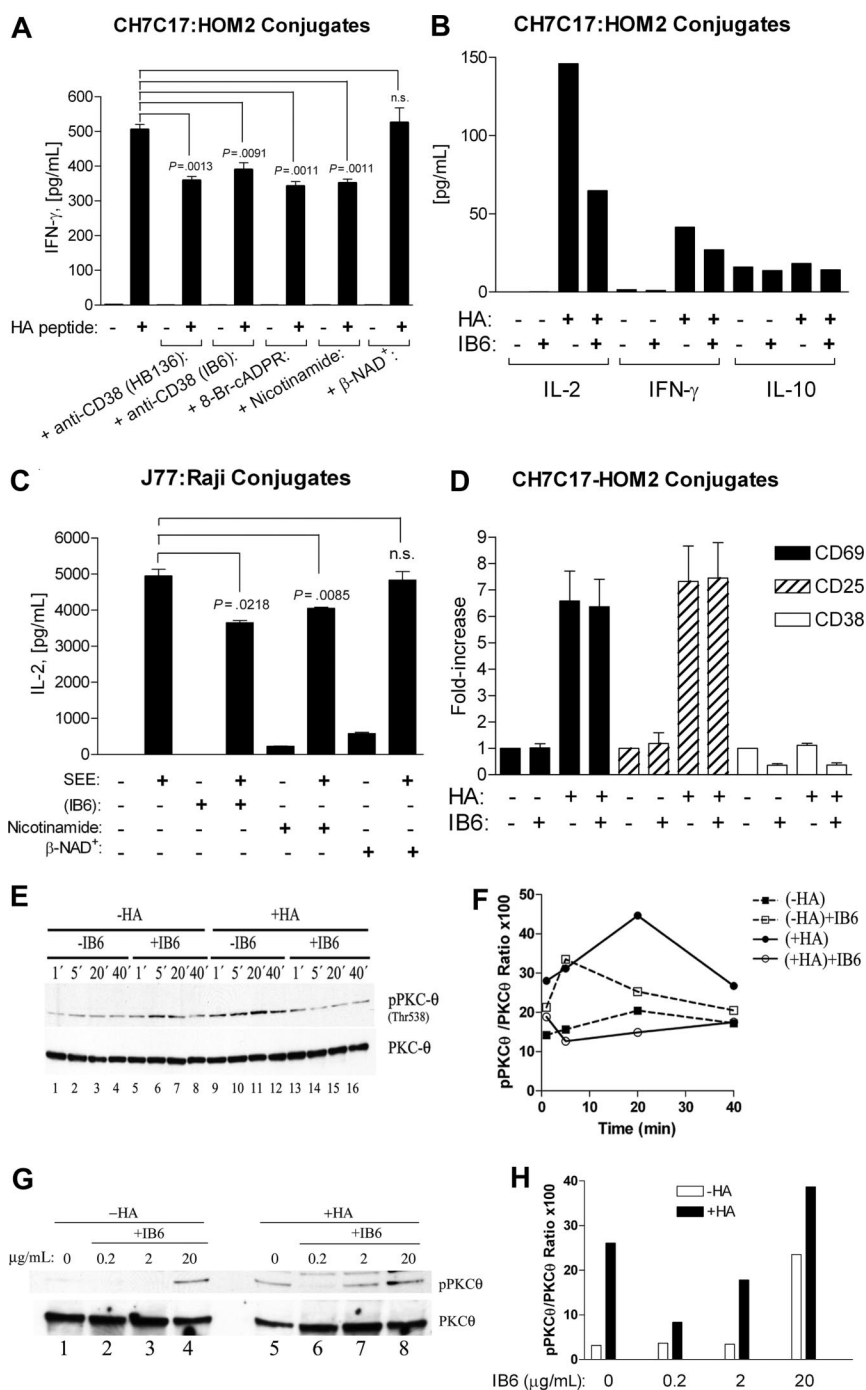 A
CH7C17:HOM2 Conjugates
IFN-γ, [pg/mL]
600
500
400
300
200
100
0
P=.0013
P=.0091
P=.0011
P=.0011
n.s.
HA peptide: - + - + - + - + - + - +
+ anti-CD38 (HB136):
+ anti-CD38 (IB6):
+ 8-Br-cADPR:
+ Nicotinamide:
+ β-NAD+:
B
CH7C17:HOM2 Conjugates
[pg/mL]
150
100
50
0
HA: - - + + - - + + - - + +
IB6: - + - + - + - + - + - +
IL-2 IFN-γ IL-10
C
J77:Raji Conjugates
IL-2, [pg/mL]
6000
5000
4000
3000
2000
1000
0
P = .0218
P = .0085
n.s.
SEE: - + - + - + - +
(IB6): - - + + - - - -
Nicotinamide: - - - - + + - -
β-NAD+: - - - - - - + +
D
CH7C17-HOM2 Conjugates
Fold-increase
9
8
7
6
5
4
3
2
1
0
CD69
CD25
CD38
HA: - - + + - - + + - - + +
IB6: - + - + - + - + - + - +
E
-HA +HA
-IB6 +IB6 -IB6 +IB6
1′ 5′ 20′ 40′ 1′ 5′ 20′ 40′ 1′ 5′ 20′ 40′ 1′ 5′ 20′ 40′
pPKC-θ
(Thr538)
PKC-θ
1 2 3 4 5 6 7 8 9 10 11 12 13 14 15 16
F
pPKCθ /PKCθ Ratio x100
50
40
30
20
10
0
0 10 20 30 40
Time (min)
(-HA)
(-HA)+IB6
(+HA)
(+HA)+IB6
G
−HA +HA
+IB6 +IB6
μg/mL: 0 0.2 2 20 0 0.2 2 20
pPKCθ
PKCθ
1 2 3 4 5 6 7 8
H
pPKCθ/PKCθ Ratio x100
40
30
20
10
0
-HA
+HA
IB6 (μg/mL): 0 0.2 2 20